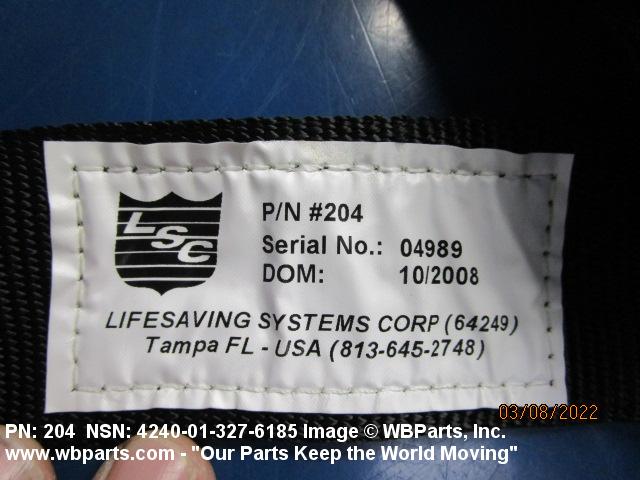 LSC
P/N #204
Serial No.: 04989
DOM: 10/2008
LIFESAVING SYSTEMS CORP (64249)
Tampa FL - USA (813-645-2748)
03/08/2022
PN: 204 NSN: 4240-01-327-6185 Image © WBParts, Inc.
www.wbparts.com - "Our Parts Keep the World Moving"